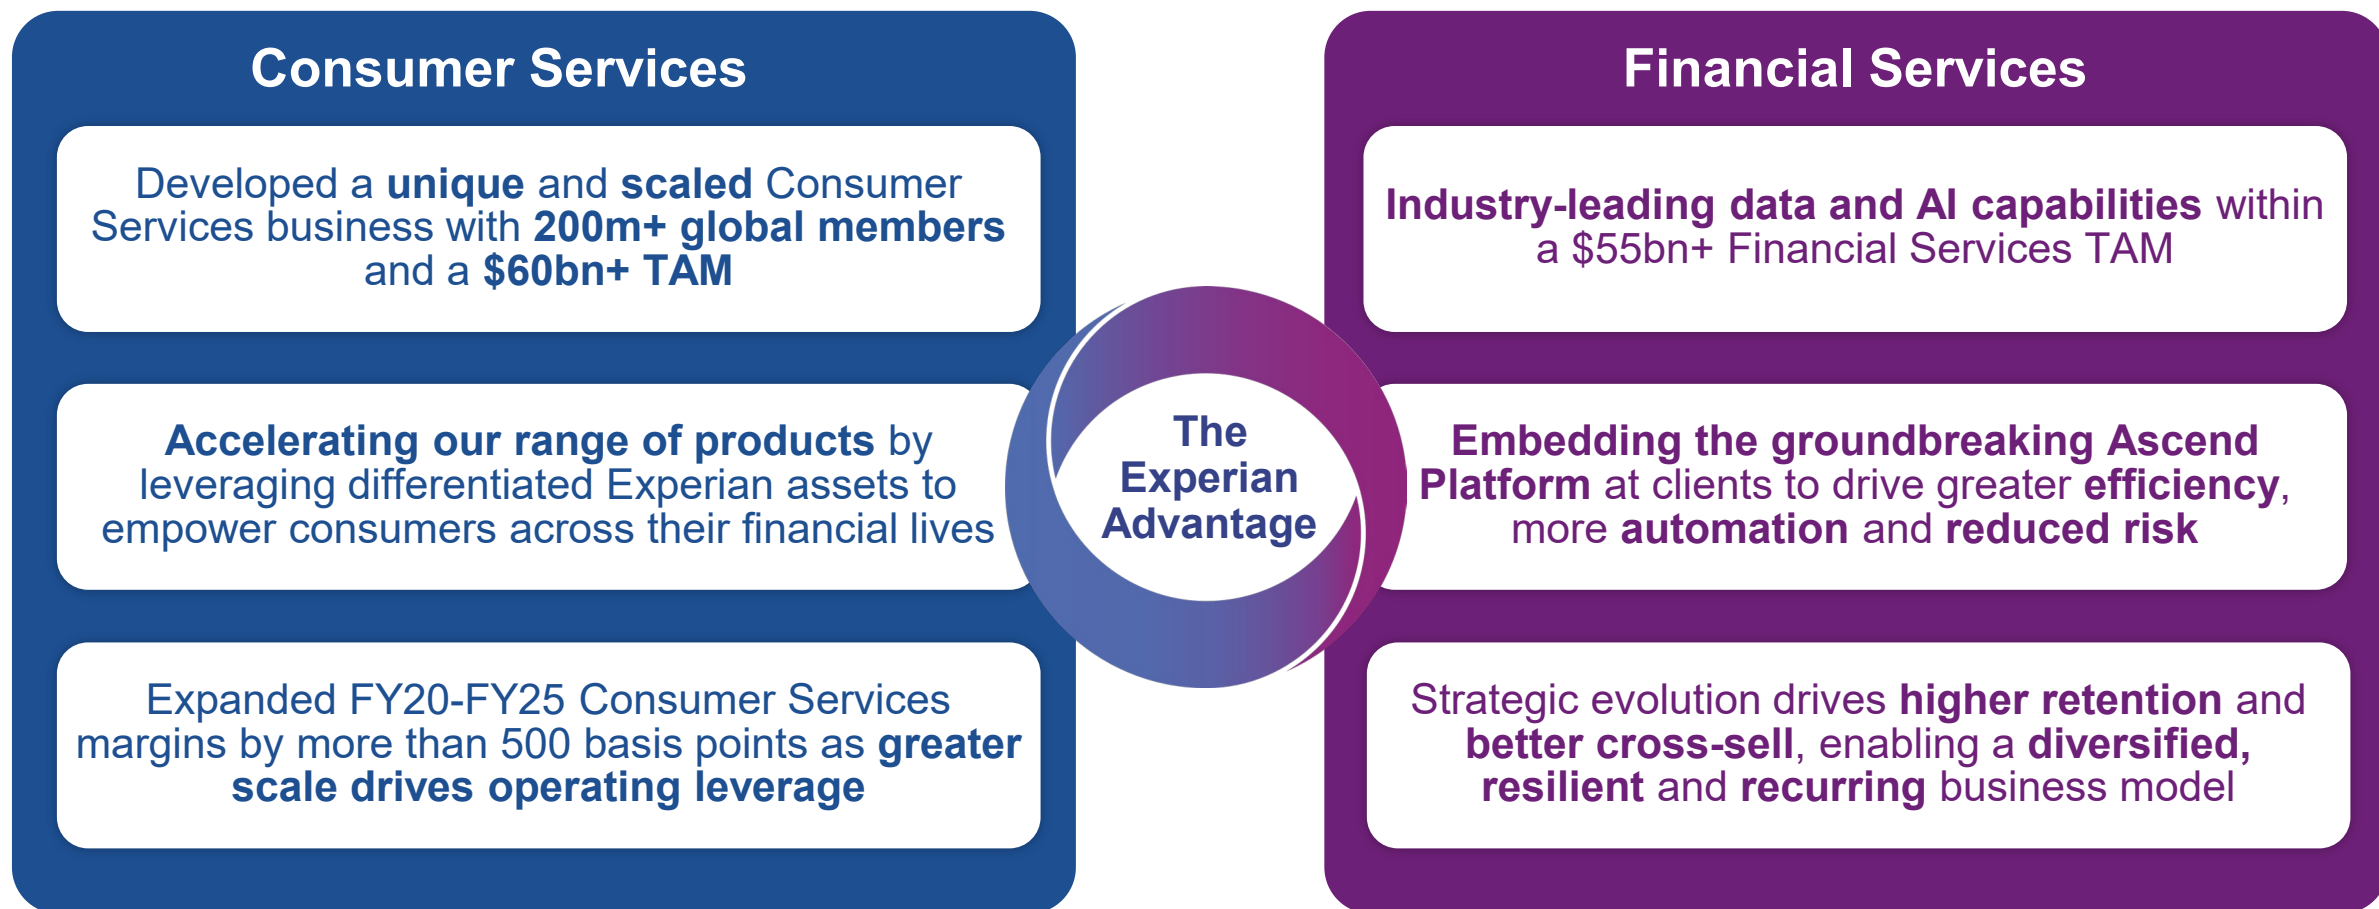 Consumer Services
Developed a unique and scaled Consumer
Services business with 200m+ global members
and a $60bn+ TAM
Accelerating our range of products by
leveraging differentiated Experian assets to
empower consumers across their financial lives
Expanded FY20-FY25 Consumer Services
margins by more than 500 basis points as greater
scale drives operating leverage
The
Experian
Advantage
Financial Services
Industry-leading data and AI capabilities within
a $55bn+ Financial Services TAM
Embedding the groundbreaking Ascend
Platform at clients to drive greater efficiency,
more automation and reduced risk
Strategic evolution drives higher retention and
better cross-sell, enabling a diversified,
resilient and recurring business model